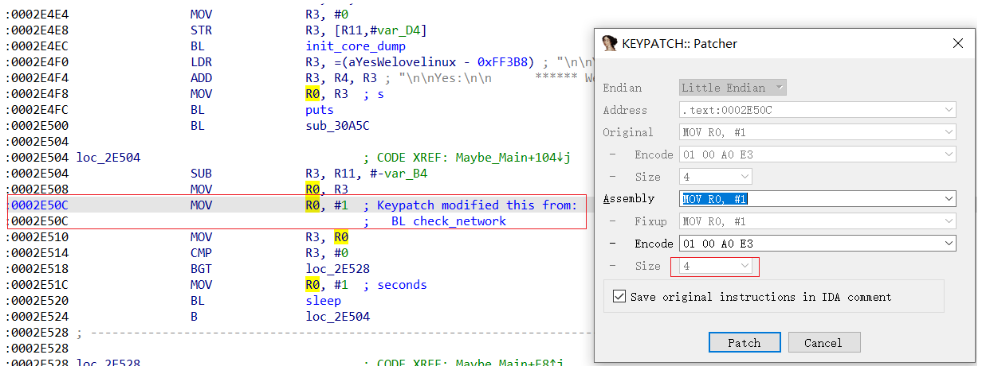 :0002E4E4 MOV R3, #0
:0002E4E8 STR R3, [R11,#var_D4]
:0002E4EC BL init_core_dump
:0002E4F0 LDR R3, =(aYesWelovelinux - 0xFF3B8) ; "\n\n\
:0002E4F4 ADD R3, R4, R3 ; "\n\nYes:\n\n ****** We
:0002E4F8 MOV R0, R3 ; s
:0002E4FC BL puts
:0002E500 BL sub_30A5C
:0002E504
:0002E504 loc_2E504 ; CODE XREF: Maybe_Main+104↓j
:0002E504 SUB R3, R11, #-var_B4
:0002E508 MOV R0, R3
:0002E50C MOV R0, #1 ; Keypatch modified this from:
:0002E50C ; BL check_network
:0002E510 MOV R3, R0
:0002E514 CMP R3, #0
:0002E518 BGT loc_2E528
:0002E51C MOV R0, #1 ; seconds
:0002E520 BL sleep
:0002E524 B loc_2E504
:0002E528 ; ---------------------------------------------------------------
:0002E528
:0002E528 loc_2E528 ; CODE XREF: Maybe_Main+F8↑j
KEYPATCH:: Patcher
Endian Little Endian
Address .text:0002E50C
Original MOV R0, #1
- Encode 01 00 A0 E3
- Size 4
Assembly MOV R0, #1
- Fixup MOV R0, #1
- Encode 01 00 A0 E3
- Size 4
Save original instructions in IDA comment
Patch Cancel